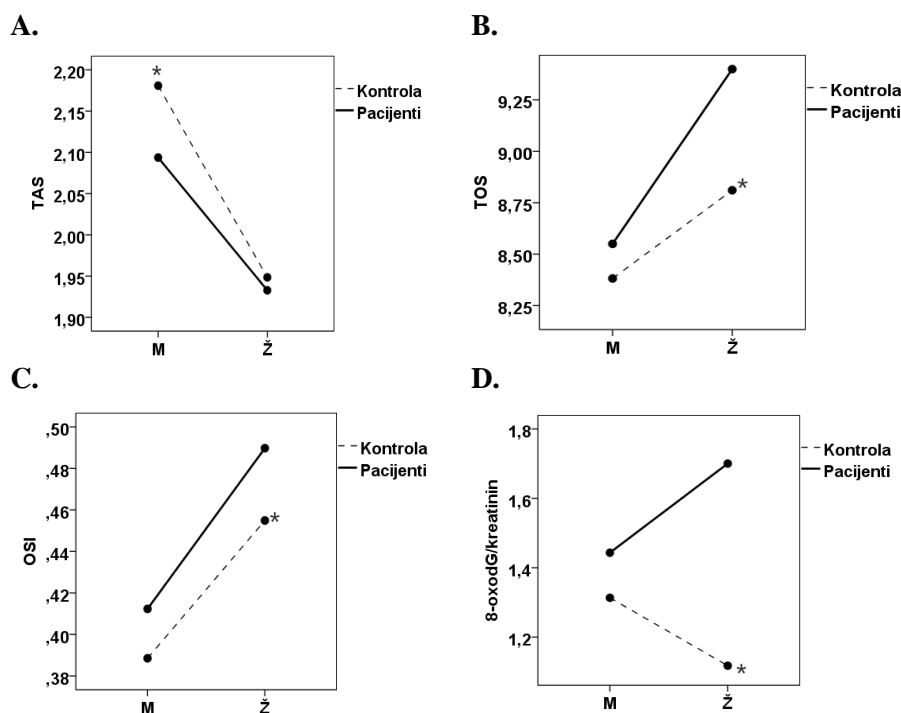 A.
2,20
2,15
2,10
2,05
2,00
1,95
1,90
TAS
*
M
Ž
Kontrola
Pacijenti
B.
9,25
9,00
8,75
8,50
8,25
TOS
*
M
Ž
Kontrola
Pacijenti
C.
,50
,48
,46
,44
,42
,40
,38
OSI
*
M
Ž
Kontrola
Pacijenti
D.
1,8
1,6
1,4
1,2
8-oxodG/kreatinin
*
M
Ž
Kontrola
Pacijenti